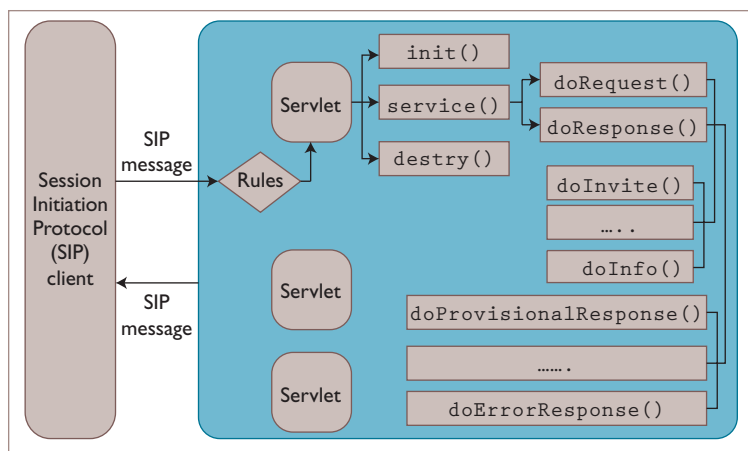 Session
Initiation
Protocol
(SIP)
client
SIP
message
SIP
message
Rules
Servlet
Servlet
Servlet
init()
service()
destry()
doRequest()
doResponse()
doInvite()
.....
doInfo()
doProvisionalResponse()
.......
doErrorResponse()